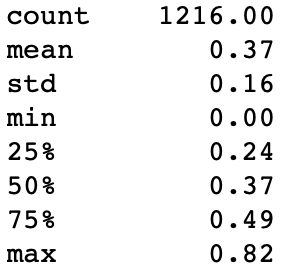 count 1216.00
mean 0.37
std 0.16
min 0.00
25% 0.24
50% 0.37
75% 0.49
max 0.82